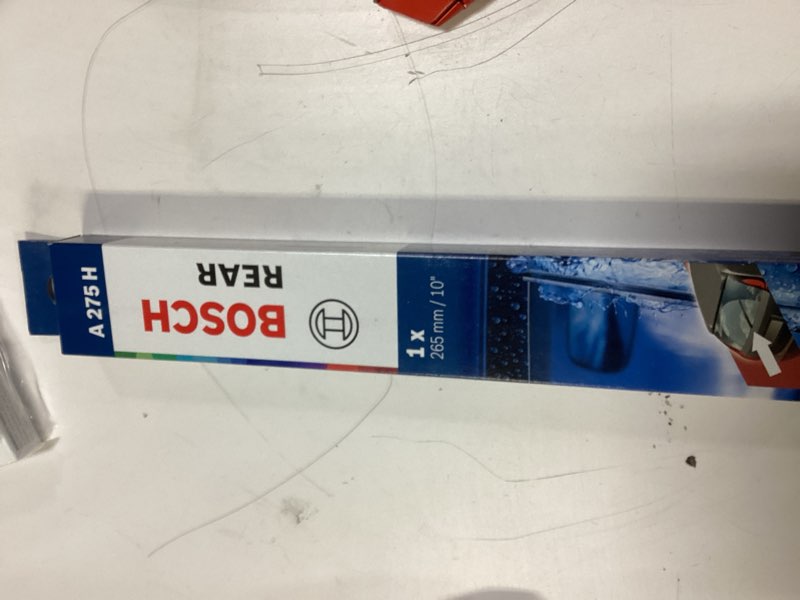 A 275 H
BOSCH
REAR
1 x
265 mm / 10"